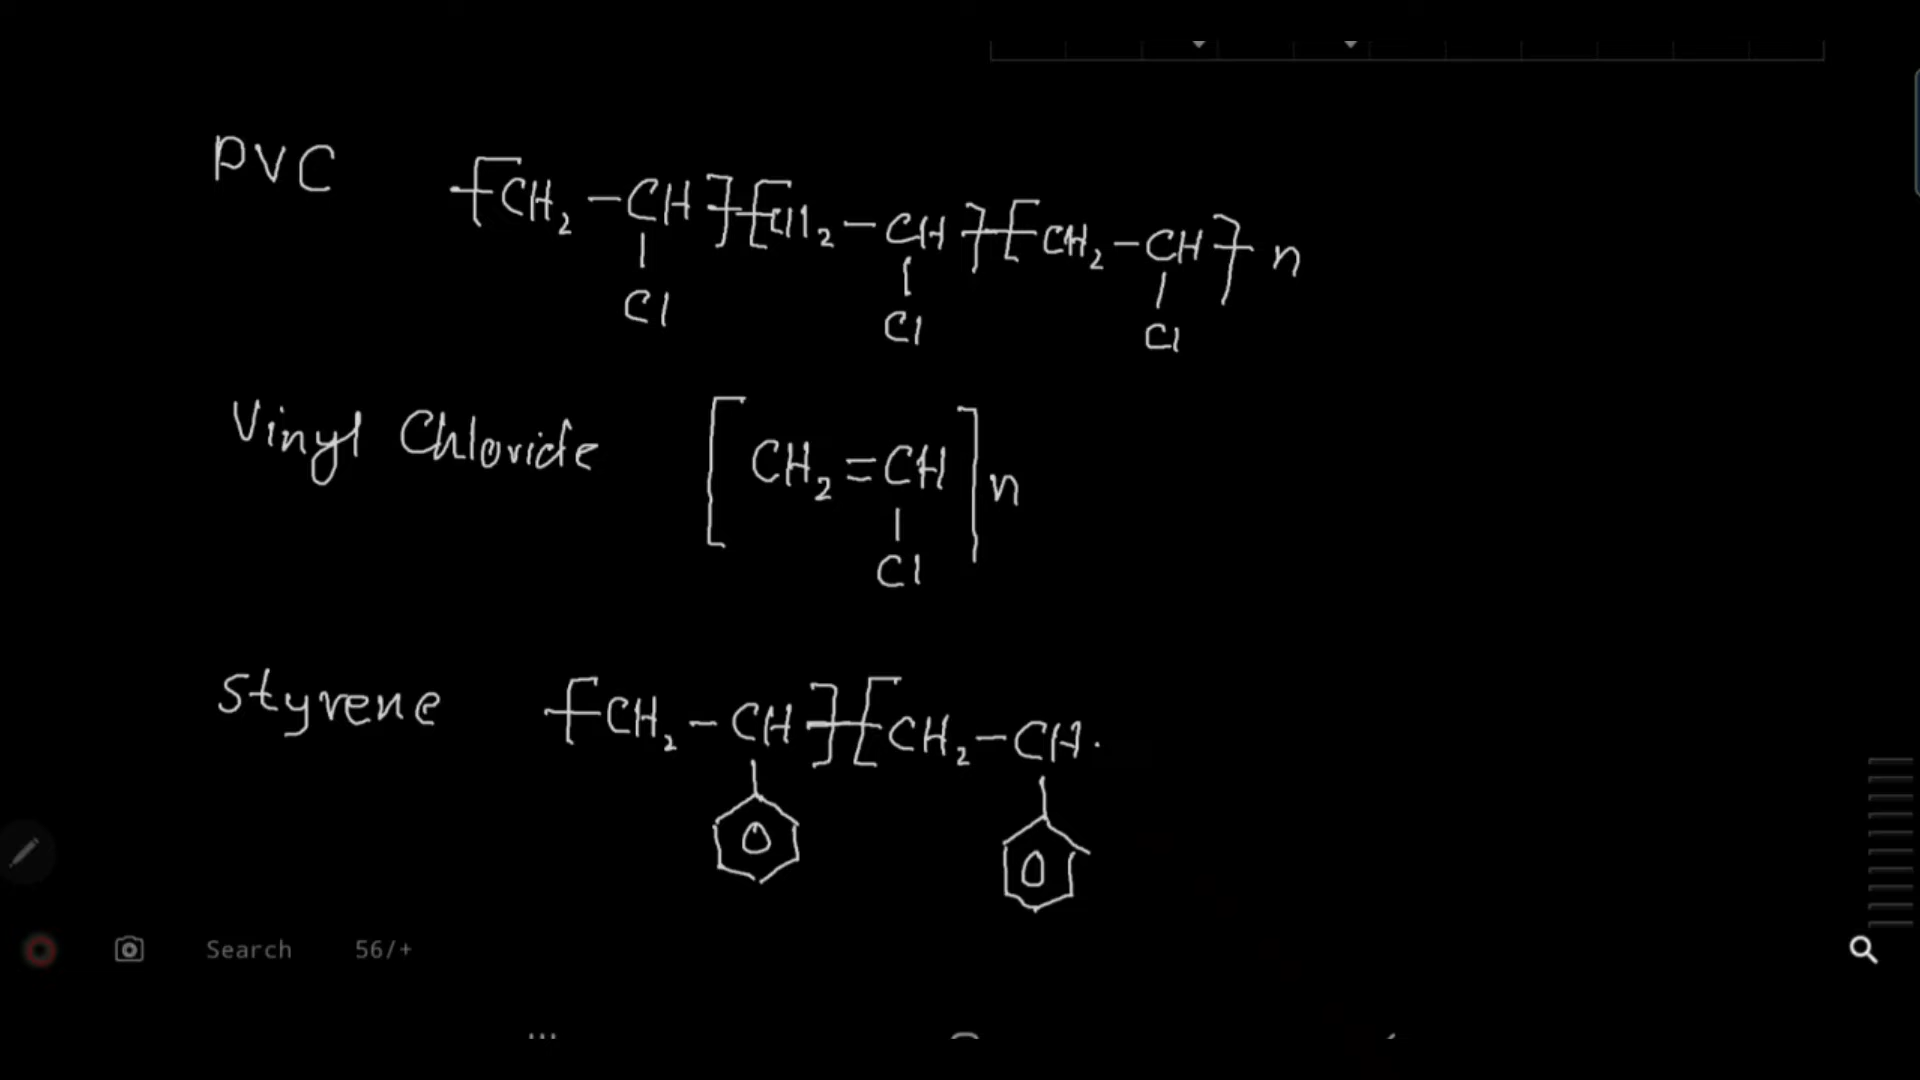 PVC [CH₂-CH][CH₂-CH][CH₂-CH]n
Cl Cl Cl
Vinyl Chloride [CH₂=CH]n
Cl
Styrene [CH₂-CH][CH₂-CH.
Search 56/+